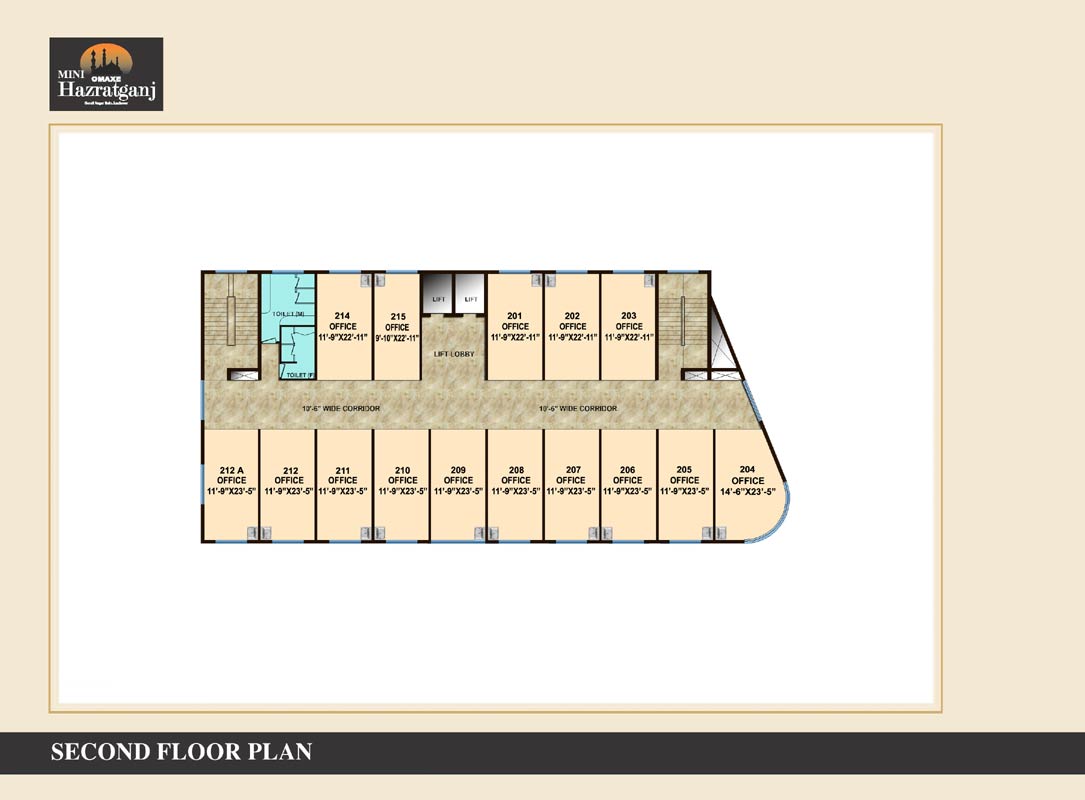 MINI
OMAXE
Hazratganj
TOILET (M)
TOILET (F)
214
OFFICE
11'-9"X22'-11"
215
OFFICE
9'-10"X22'-11"
LIFT
LIFT
LIFT LOBBY
201
OFFICE
11'-9"X22'-11"
202
OFFICE
11'-9"X22'-11"
203
OFFICE
11'-9"X22'-11"
10'-6" WIDE CORRIDOR
10'-6" WIDE CORRIDOR
212 A
OFFICE
11'-9"X23'-5"
212
OFFICE
11'-9"X23'-5"
211
OFFICE
11'-9"X23'-5"
210
OFFICE
11'-9"X23'-5"
209
OFFICE
11'-9"X23'-5"
208
OFFICE
11'-9"X23'-5"
207
OFFICE
11'-9"X23'-5"
206
OFFICE
11'-9"X23'-5"
205
OFFICE
11'-9"X23'-5"
204
OFFICE
14'-6"X23'-5"
SECOND FLOOR PLAN